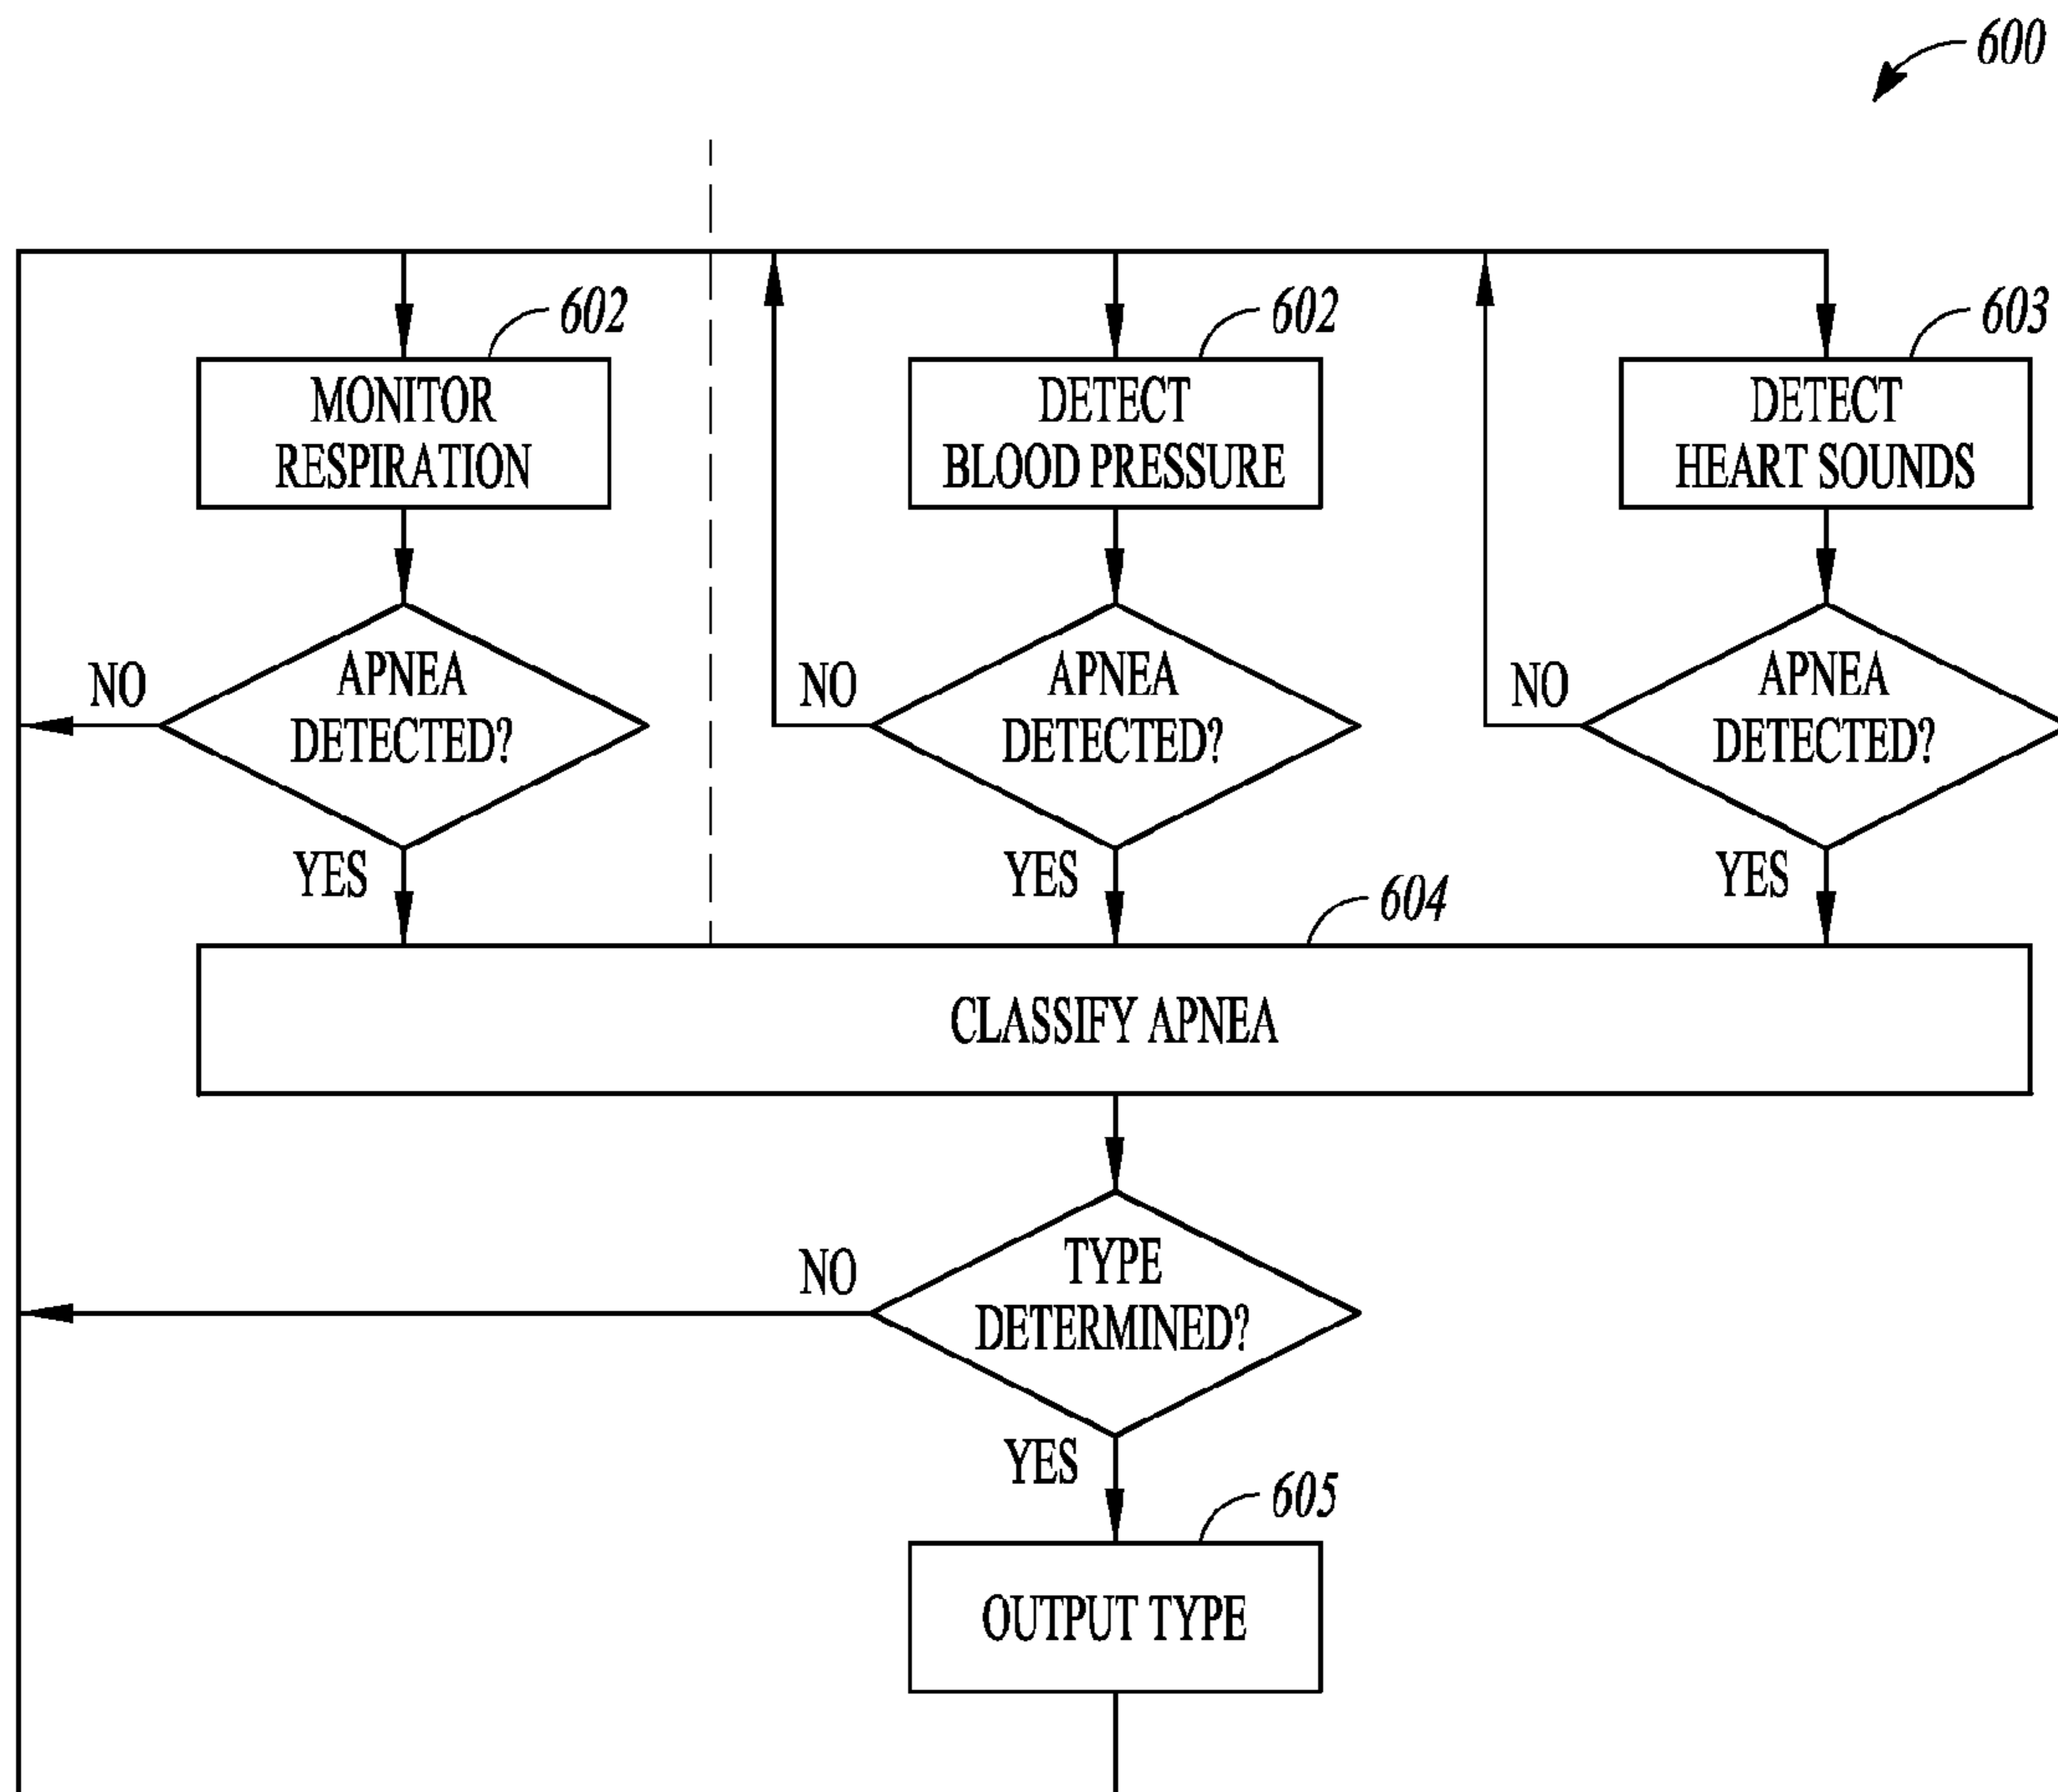 600
602
602
603
MONITOR
RESPIRATION
DETECT
BLOOD PRESSURE
DETECT
HEART SOUNDS
NO
APNEA
DETECTED?
NO
APNEA
DETECTED?
NO
APNEA
DETECTED?
YES
YES
YES
604
CLASSIFY APNEA
NO
TYPE
DETERMINED?
YES
605
OUTPUT TYPE